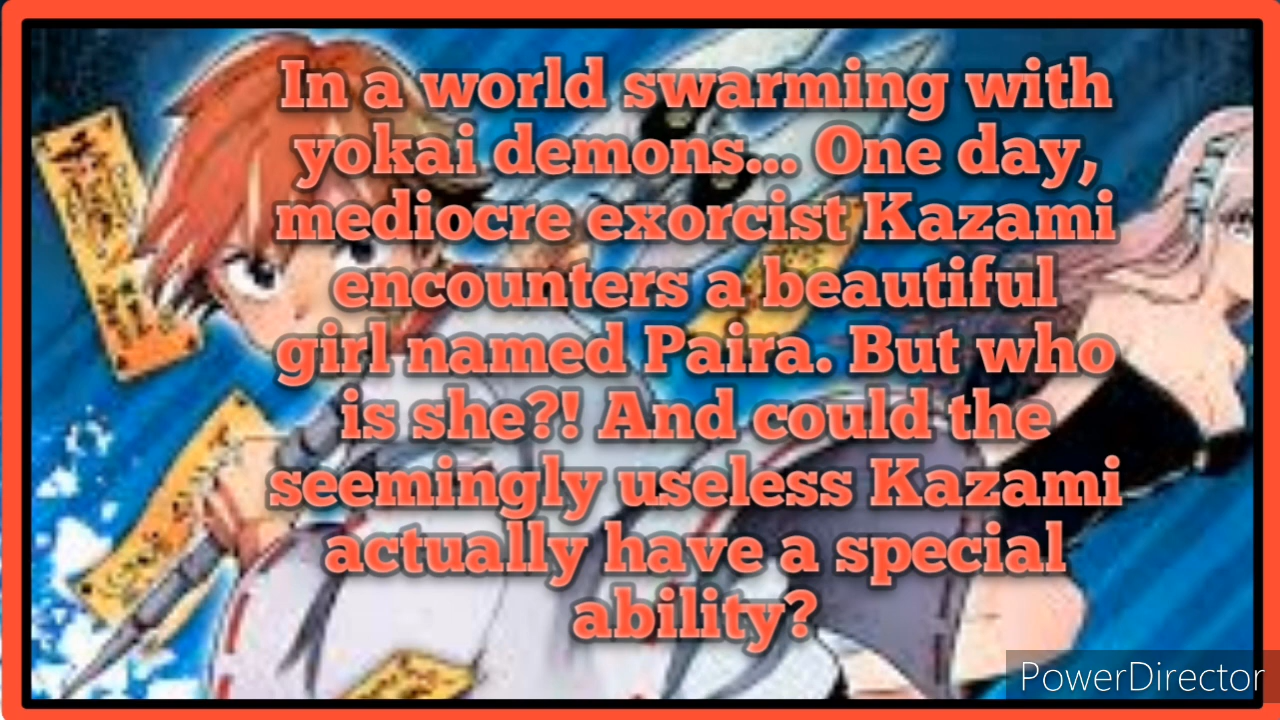 In a world swarming with
yokai demons... One day,
mediocre exorcist Kazami
encounters a beautiful
girl named Paira. But who
is she?! And could the
seemingly useless Kazami
actually have a special
ability?
PowerDirector